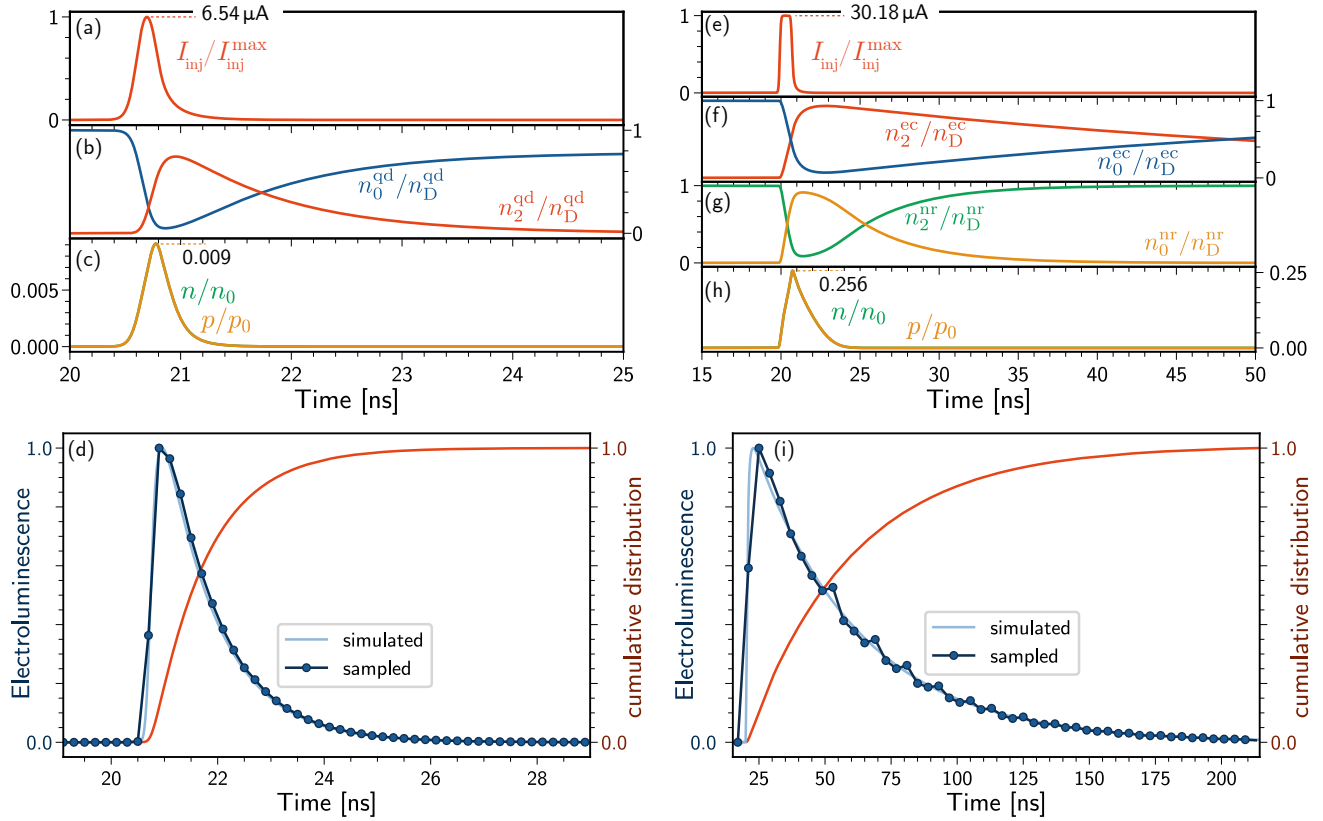 (a)
6.54 μA
I_inj/I_inj^max
1
0
(b)
n_0^qd/n_D^qd
n_2^qd/n_D^qd
1
0
(c)
0.009
n/n_0
p/p_0
0.005
0.000
20 21 22 23 24 25
Time [ns]
(e)
30.18 μA
I_inj/I_inj^max
1
0
(f)
n_2^ec/n_D^ec
n_0^ec/n_D^ec
1
0
(g)
n_2^nr/n_D^nr
n_0^nr/n_D^nr
1
0
(h)
0.256
n/n_0
p/p_0
0.25
0.00
15 20 25 30 35 40 45 50
Time [ns]
(d)
Electroluminescence
1.0
0.0
simulated
sampled
1.0
0.0
cumulative distribution
20 22 24 26 28
Time [ns]
(i)
Electroluminescence
1.0
0.0
simulated
sampled
1.0
0.0
cumulative distribution
25 50 75 100 125 150 175 200
Time [ns]